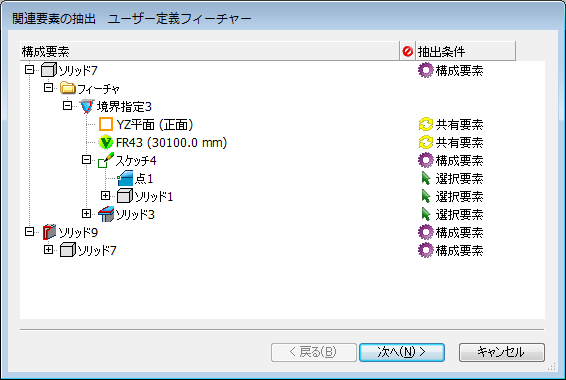 関連要素の抽出 ユーザー定義フィーチャー
構成要素 抽出条件
ソリッド7 構成要素
フィーチャ
境界指定3
YZ平面 (正面) 共有要素
FR43 (30100.0 mm) 共有要素
スケッチ4 構成要素
点1 選択要素
ソリッド1 選択要素
ソリッド3 選択要素
ソリッド9 構成要素
ソリッド7 構成要素
< 戻る(B) 次へ(N) > キャンセル